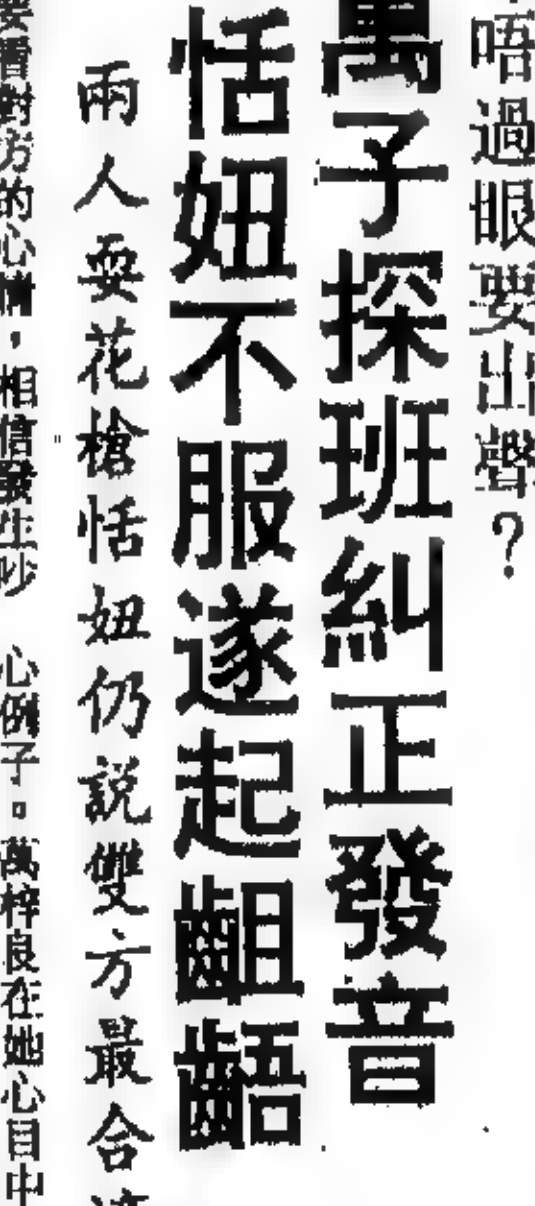 唔過眼要出聲？
萬子探班糾正發音
恬妞不服遂起齟齬
兩人耍花槍恬妞仍説雙方最合
看對方的心情，相信發生吵
心例子。萬梓良在她心目中